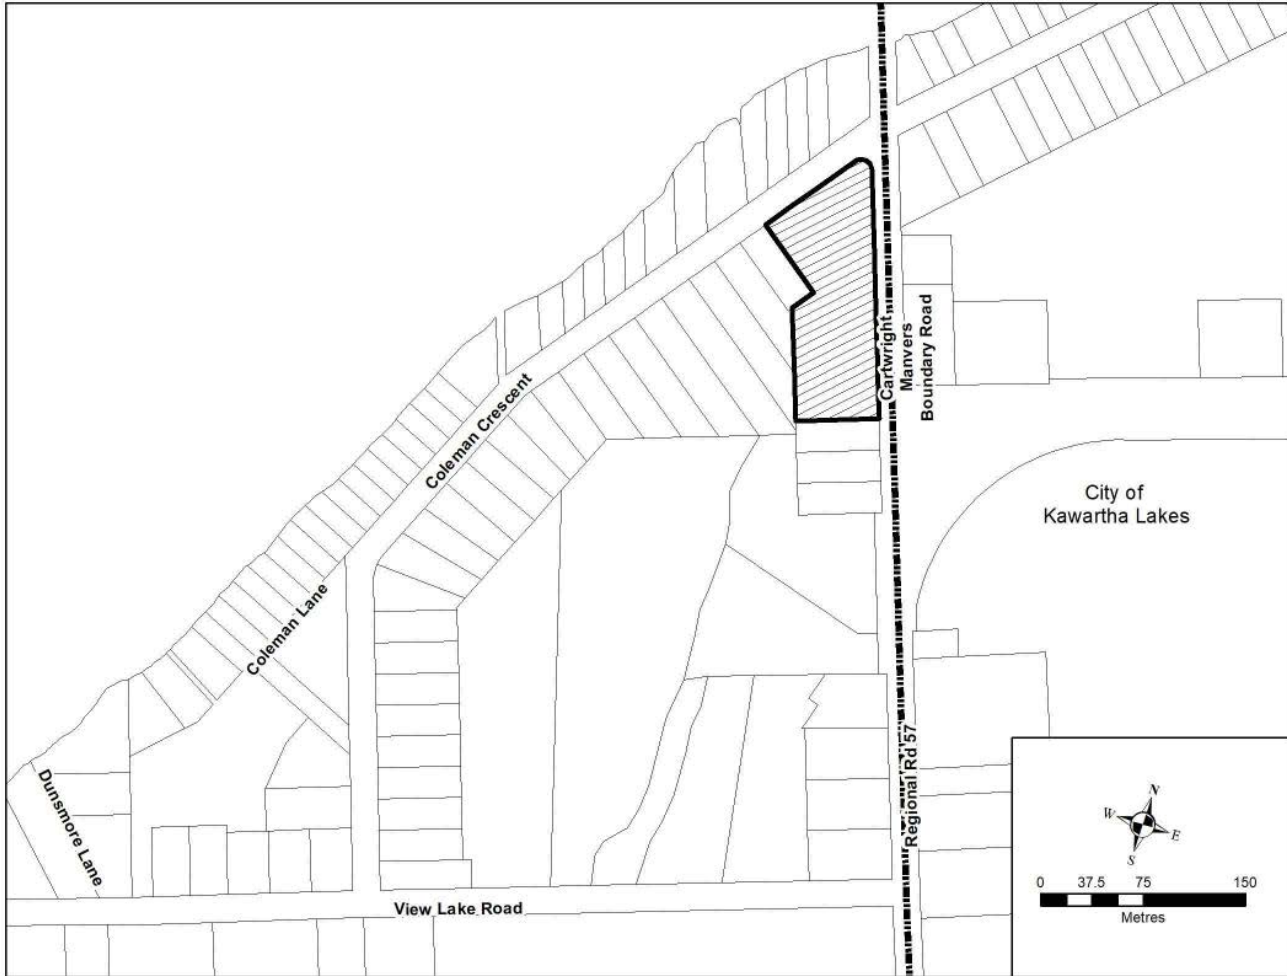 Cartwright
Manvers
Boundary Road
Coleman Crescent
City of
Kawartha Lakes
Coleman Lane
Dunsmore Lane
Regional Rd 57
View Lake Road
N
W
E
S
0 37.5 75 150
Metres